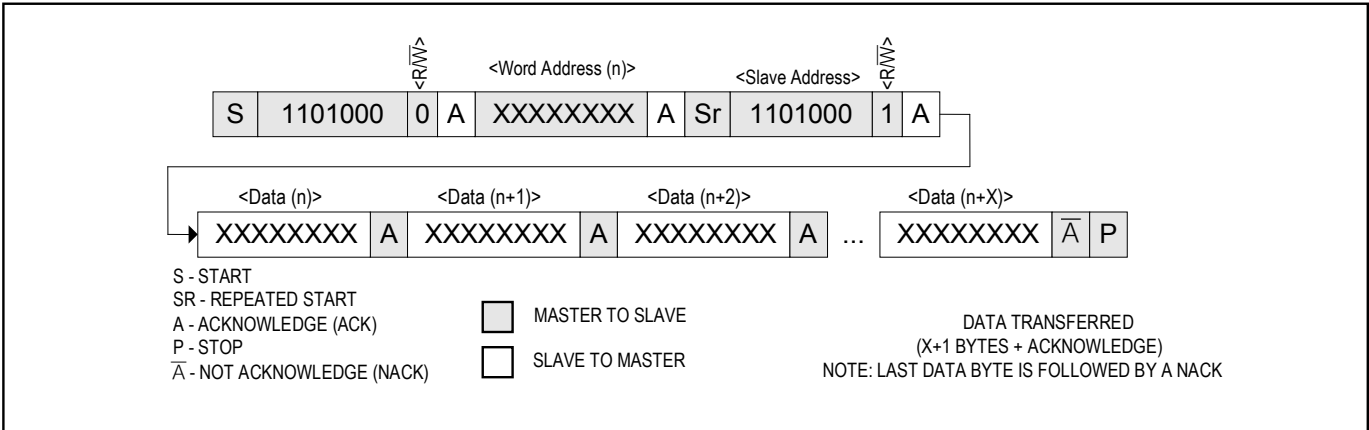 <R/W̅>
<Word Address (n)>
<Slave Address>
<R/W̅>
S 1101000 0 A XXXXXXXX A Sr 1101000 1 A
<Data (n)> <Data (n+1)> <Data (n+2)> <Data (n+X)>
XXXXXXXX A XXXXXXXX A XXXXXXXX A ... XXXXXXXX A̅ P
S - START
SR - REPEATED START
A - ACKNOWLEDGE (ACK)
P - STOP
A̅ - NOT ACKNOWLEDGE (NACK)
MASTER TO SLAVE
SLAVE TO MASTER
DATA TRANSFERRED
(X+1 BYTES + ACKNOWLEDGE)
NOTE: LAST DATA BYTE IS FOLLOWED BY A NACK